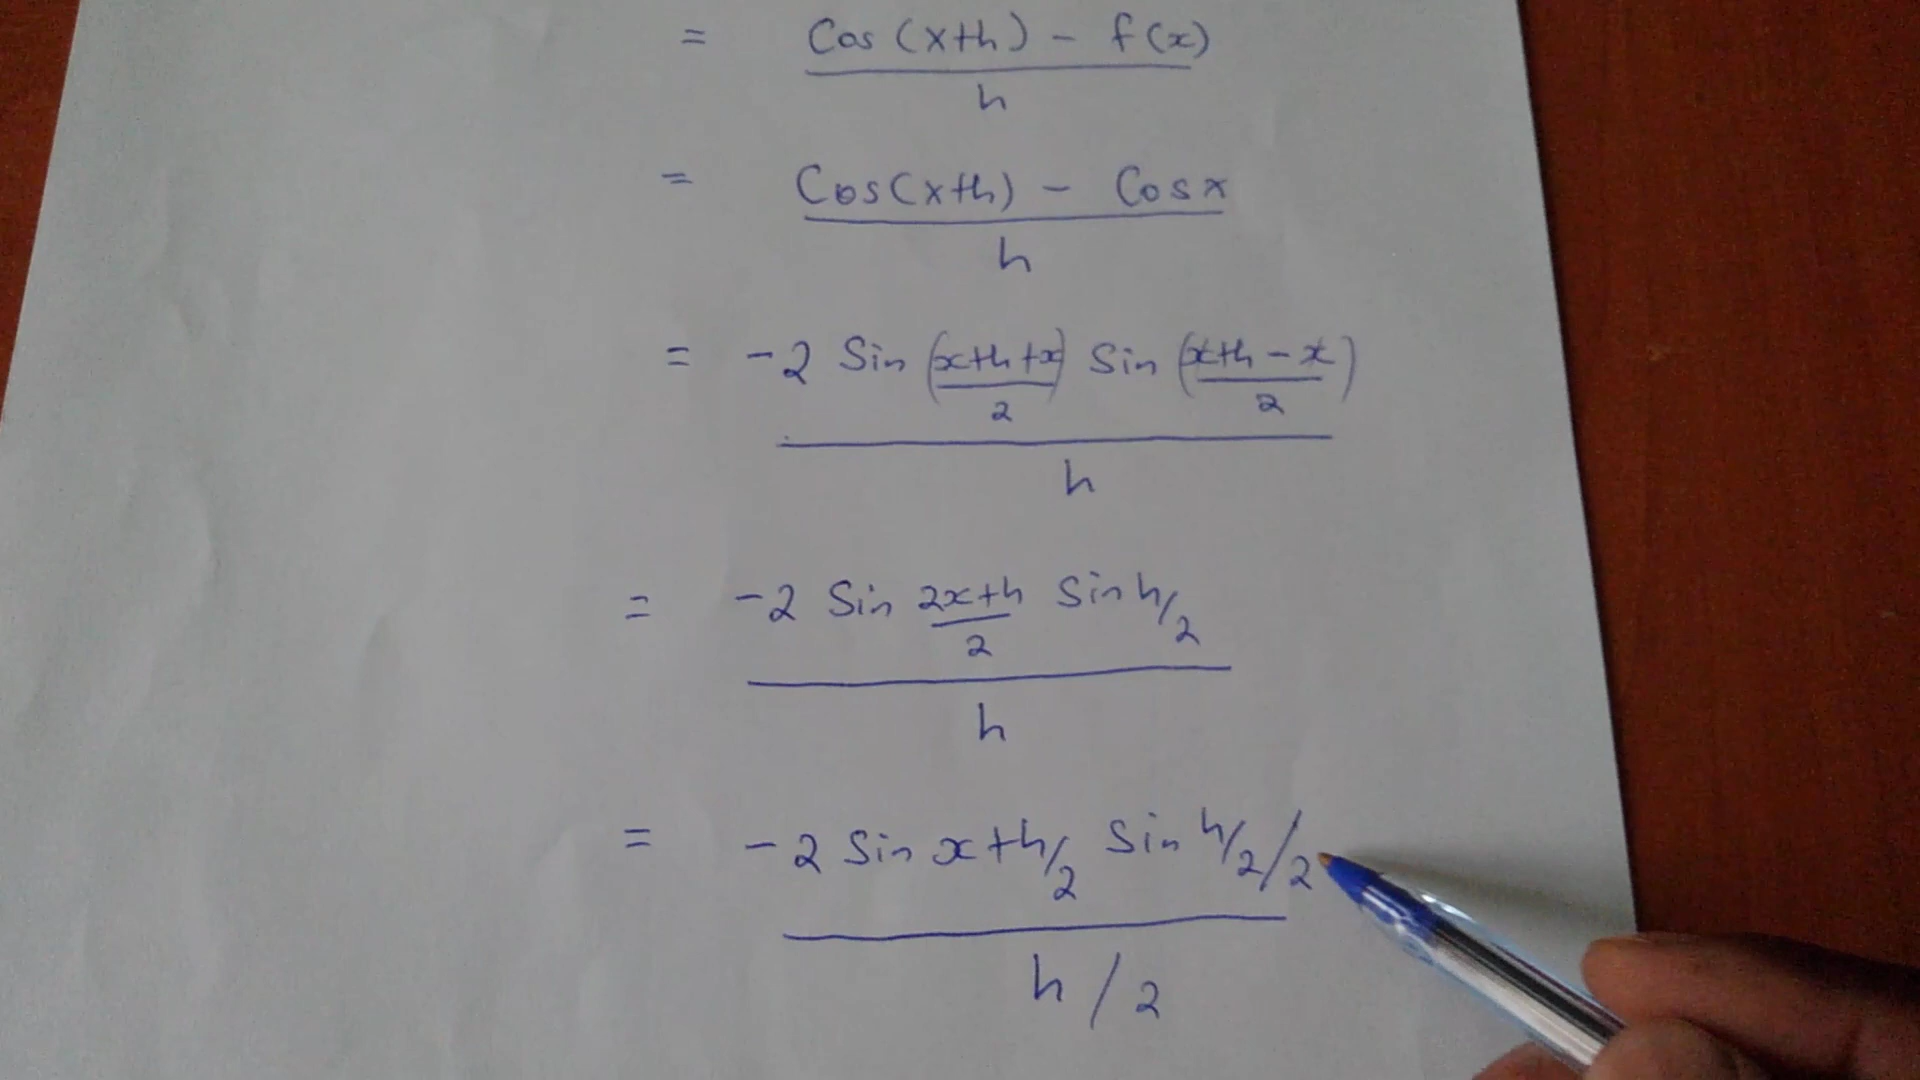 = Cos (x+h) - f(x)
h
= Cos(x+h) - Cos x
h
= -2 Sin (x+h+x) Sin (x+h-x)
2 2
h
= -2 Sin 2x+h Sin h/2
2
h
= -2 Sin x+h/2 Sin h/2/2
h/2